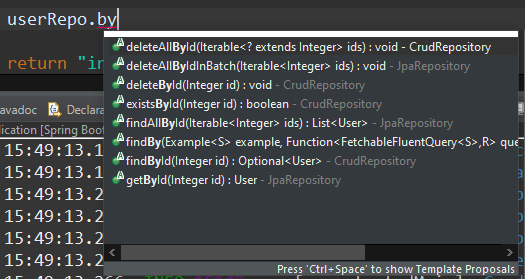 userRepo.by
return "in
deleteAllById(Iterable<? extends Integer> ids) : void - CrudRepository
deleteAllByIdInBatch(Iterable<Integer> ids) : void - JpaRepository
deleteById(Integer id) : void - CrudRepository
existsById(Integer id) : boolean - CrudRepository
findAllById(Iterable<Integer> ids) : List<User> - JpaRepository
findBy(Example<S> example, Function<FetchableFluentQuery<S>,R> que
findById(Integer id) : Optional<User> - CrudRepository
getById(Integer id) : User - JpaRepository
Press 'Ctrl+Space' to show Template Proposals
avadoc
Declara
lication [Spring Boot
15:49:13.1
15:49:13.1
15:49:13.2
15:49:13.2
15:49:13.2
15:49:13.2